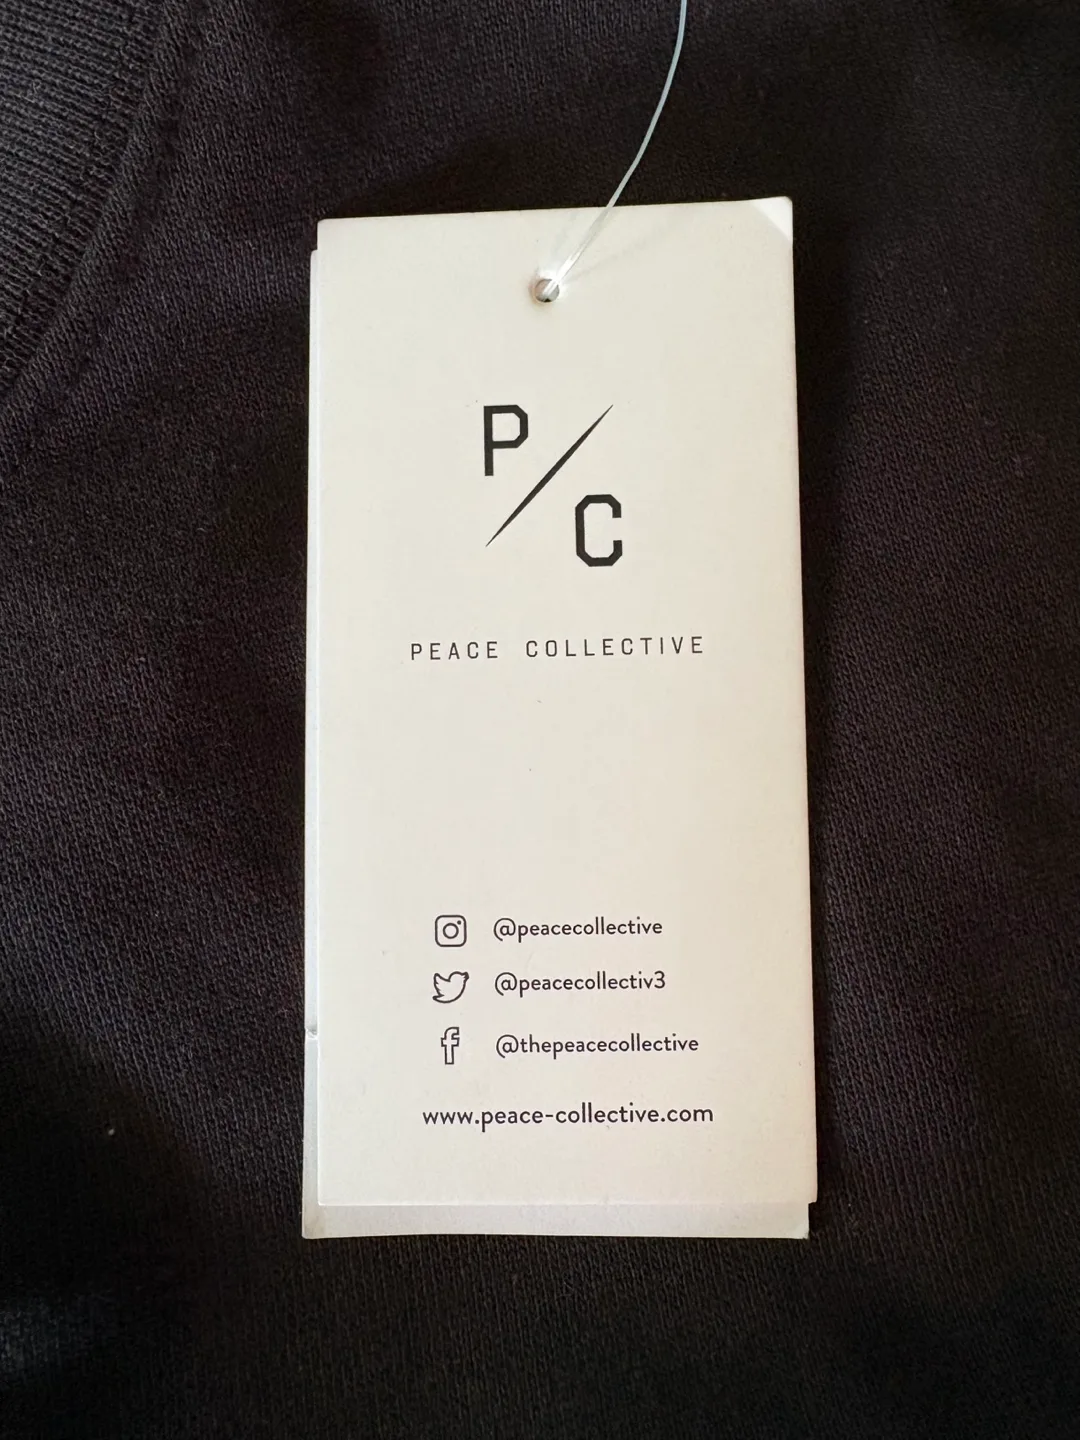 P/C
PEACE COLLECTIVE
@peacecollective
@peacecollectiv3
@thepeacecollective
www.peace-collective.com